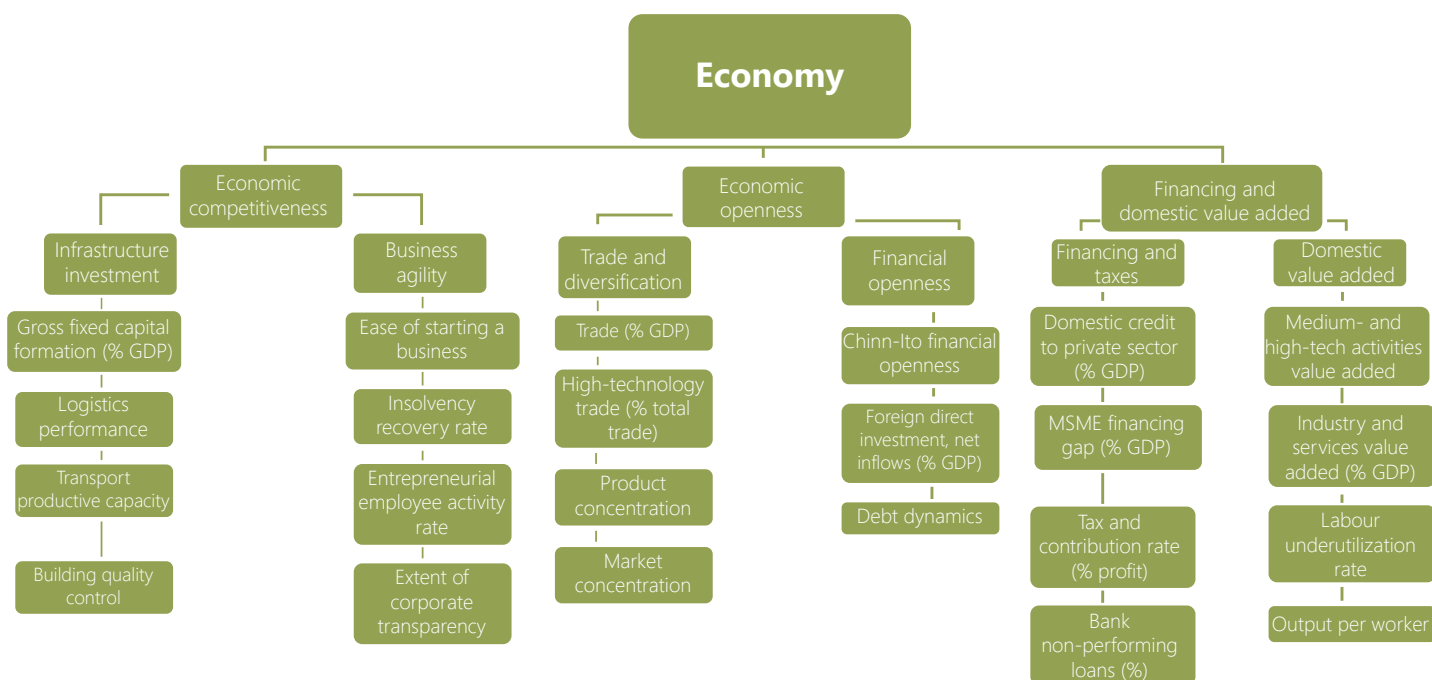 Economy
Economic
competitiveness
Infrastructure
investment
Gross fixed capital
formation (% GDP)
Logistics
performance
Transport
productive capacity
Building quality
control
Business
agility
Ease of starting a
business
Insolvency
recovery rate
Entrepreneurial
employee activity
rate
Extent of
corporate
transparency
Economic
openness
Trade and
diversification
Trade (% GDP)
High-technology
trade (% total
trade)
Product
concentration
Market
concentration
Financial
openness
Chinn-Ito financial
openness
Foreign direct
investment, net
inflows (% GDP)
Debt dynamics
Financing and
domestic value added
Financing and
taxes
Domestic credit
to private sector
(% GDP)
MSME financing
gap (% GDP)
Tax and
contribution rate
(% profit)
Bank
non-performing
loans (%)
Domestic
value added
Medium- and
high-tech activities
value added
Industry and
services value
added (% GDP)
Labour
underutilization
rate
Output per worker